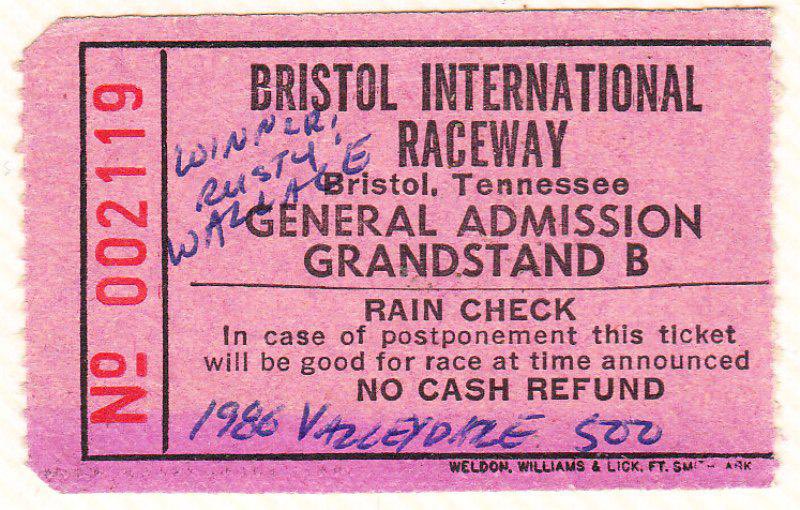 No 002119
BRISTOL INTERNATIONAL
RACEWAY
Bristol, Tennessee
GENERAL ADMISSION
GRANDSTAND B
WINNER:
RUSTY
WALLACE
RAIN CHECK
In case of postponement this ticket
will be good for race at time announced
NO CASH REFUND
1986 VALLEYDALE 500
WELDON, WILLIAMS & LICK, FT. SMITH ARK